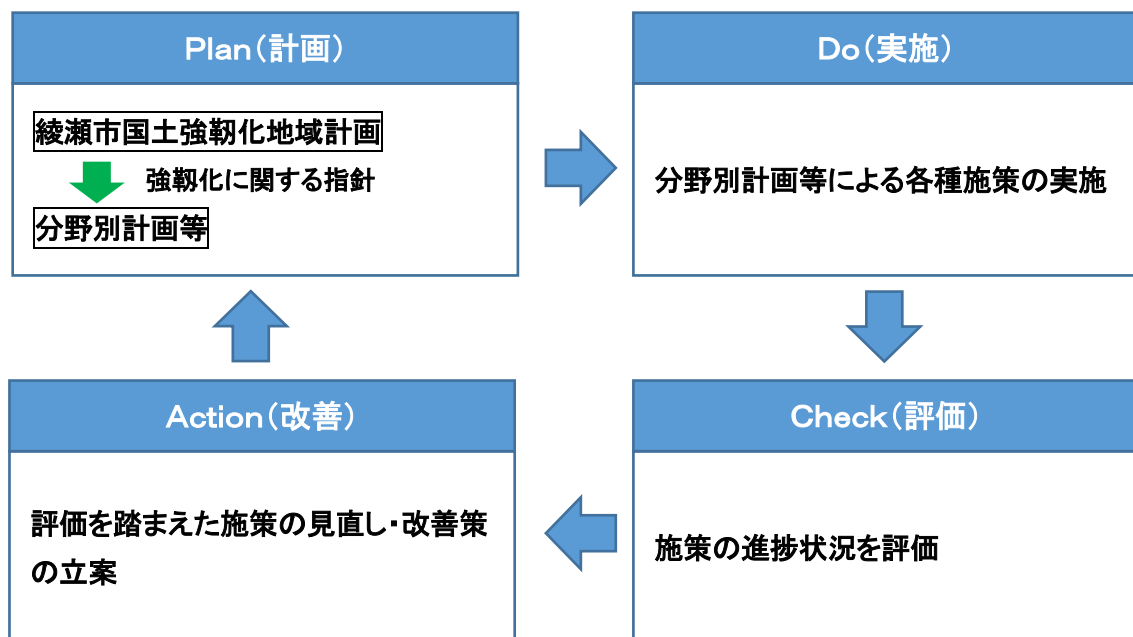 Plan（計画）
綾瀬市国土強靱化地域計画
強靱化に関する指針
分野別計画等
Do（実施）
分野別計画等による各種施策の実施
Action（改善）
評価を踏まえた施策の見直し・改善策
の立案
Check（評価）
施策の進捗状況を評価